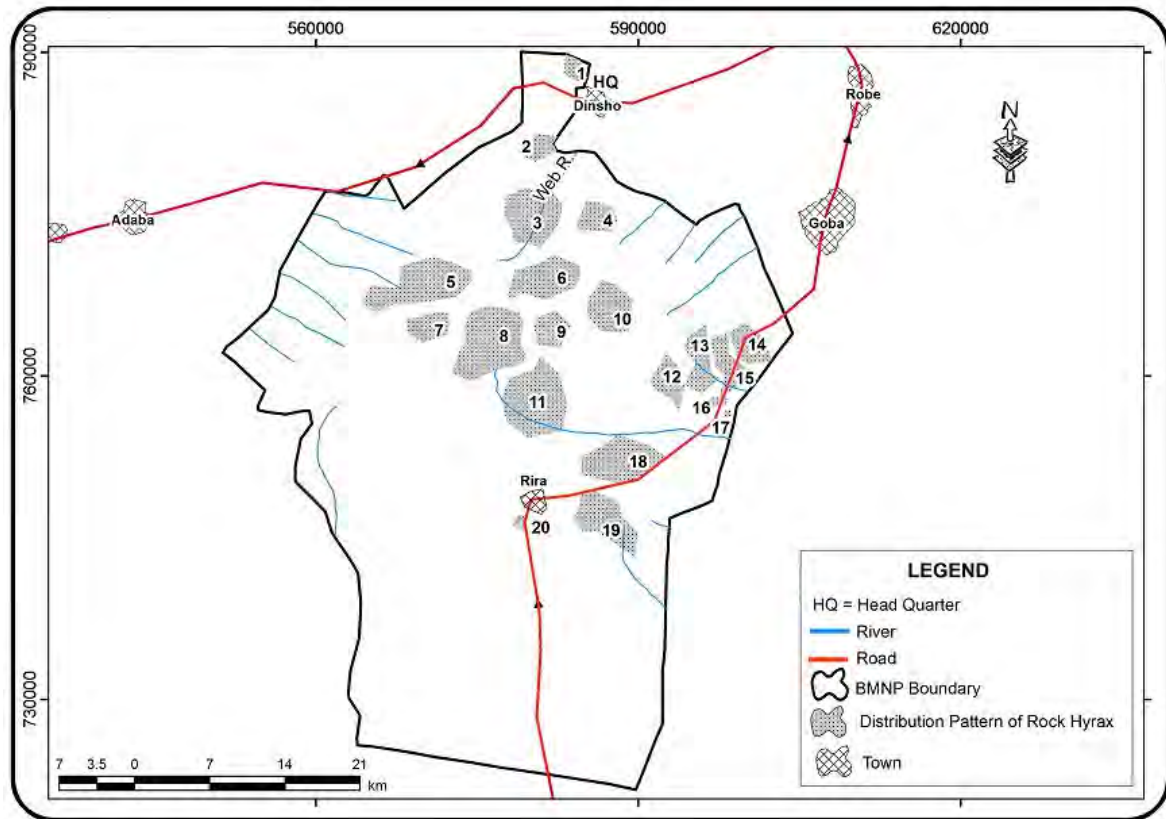 560000 590000 620000
790000
760000
730000
1
HQ
Dinsho
Robe
N
2
Web R.
3
4
Adaba
Goba
5
6
7
8
9
10
11
12
13
14
15
16
17
18
Rira
20
19
LEGEND
HQ = Head Quarter
River
Road
BMNP Boundary
Distribution Pattern of Rock Hyrax
Town
7 3.5 0 7 14 21
km